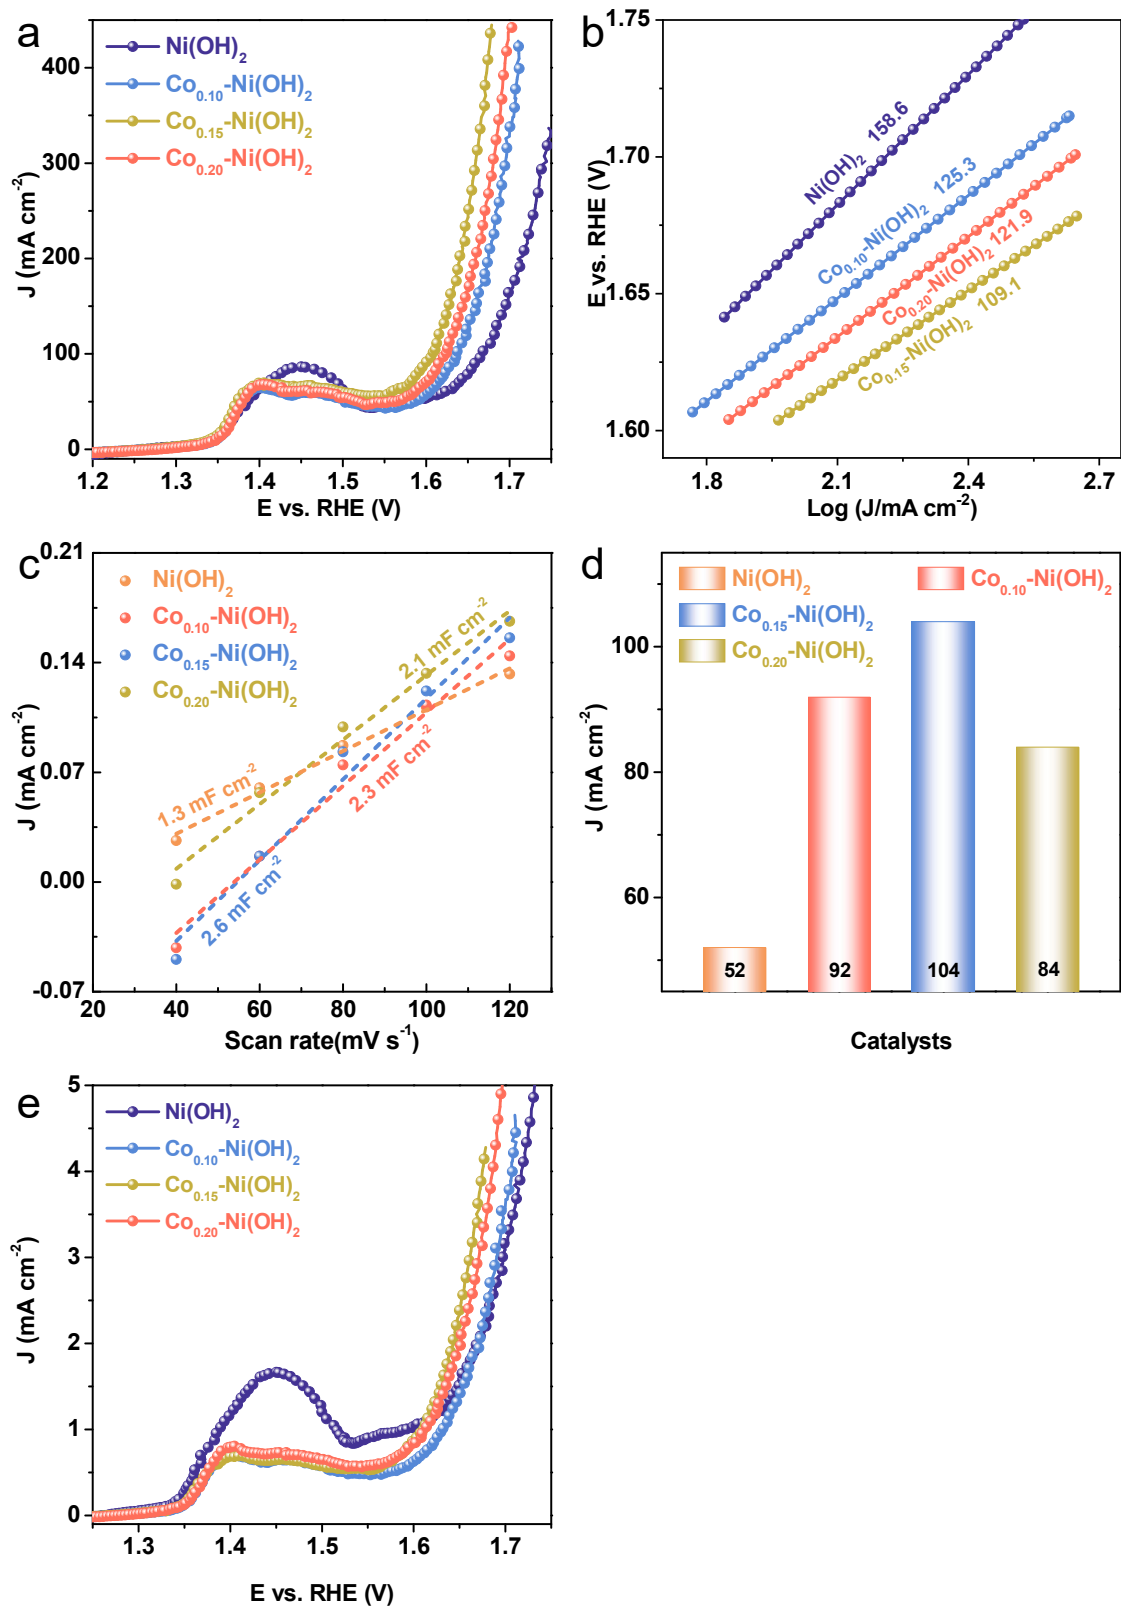 a
Ni(OH)2
Co0.10-Ni(OH)2
Co0.15-Ni(OH)2
Co0.20-Ni(OH)2
400
300
200
100
0
J (mA cm-2)
1.2 1.3 1.4 1.5 1.6 1.7
E vs. RHE (V)
b
1.75
1.70
1.65
1.60
E vs. RHE (V)
Ni(OH)2 158.6
Co0.10-Ni(OH)2 125.3
Co0.20-Ni(OH)2 121.9
Co0.15-Ni(OH)2 109.1
1.8 2.1 2.4 2.7
Log (J/mA cm-2)
c
Ni(OH)2
Co0.10-Ni(OH)2
Co0.15-Ni(OH)2
Co0.20-Ni(OH)2
0.21
0.14
0.07
0.00
-0.07
J (mA cm-2)
2.1 mF cm-2
1.3 mF cm-2
2.3 mF cm-2
2.6 mF cm-2
20 40 60 80 100 120
Scan rate(mV s-1)
d
Ni(OH)2
Co0.10-Ni(OH)2
Co0.15-Ni(OH)2
Co0.20-Ni(OH)2
100
80
60
J (mA cm-2)
52 92 104 84
Catalysts
e
Ni(OH)2
Co0.10-Ni(OH)2
Co0.15-Ni(OH)2
Co0.20-Ni(OH)2
5
4
3
2
1
0
J (mA cm-2)
1.3 1.4 1.5 1.6 1.7
E vs. RHE (V)